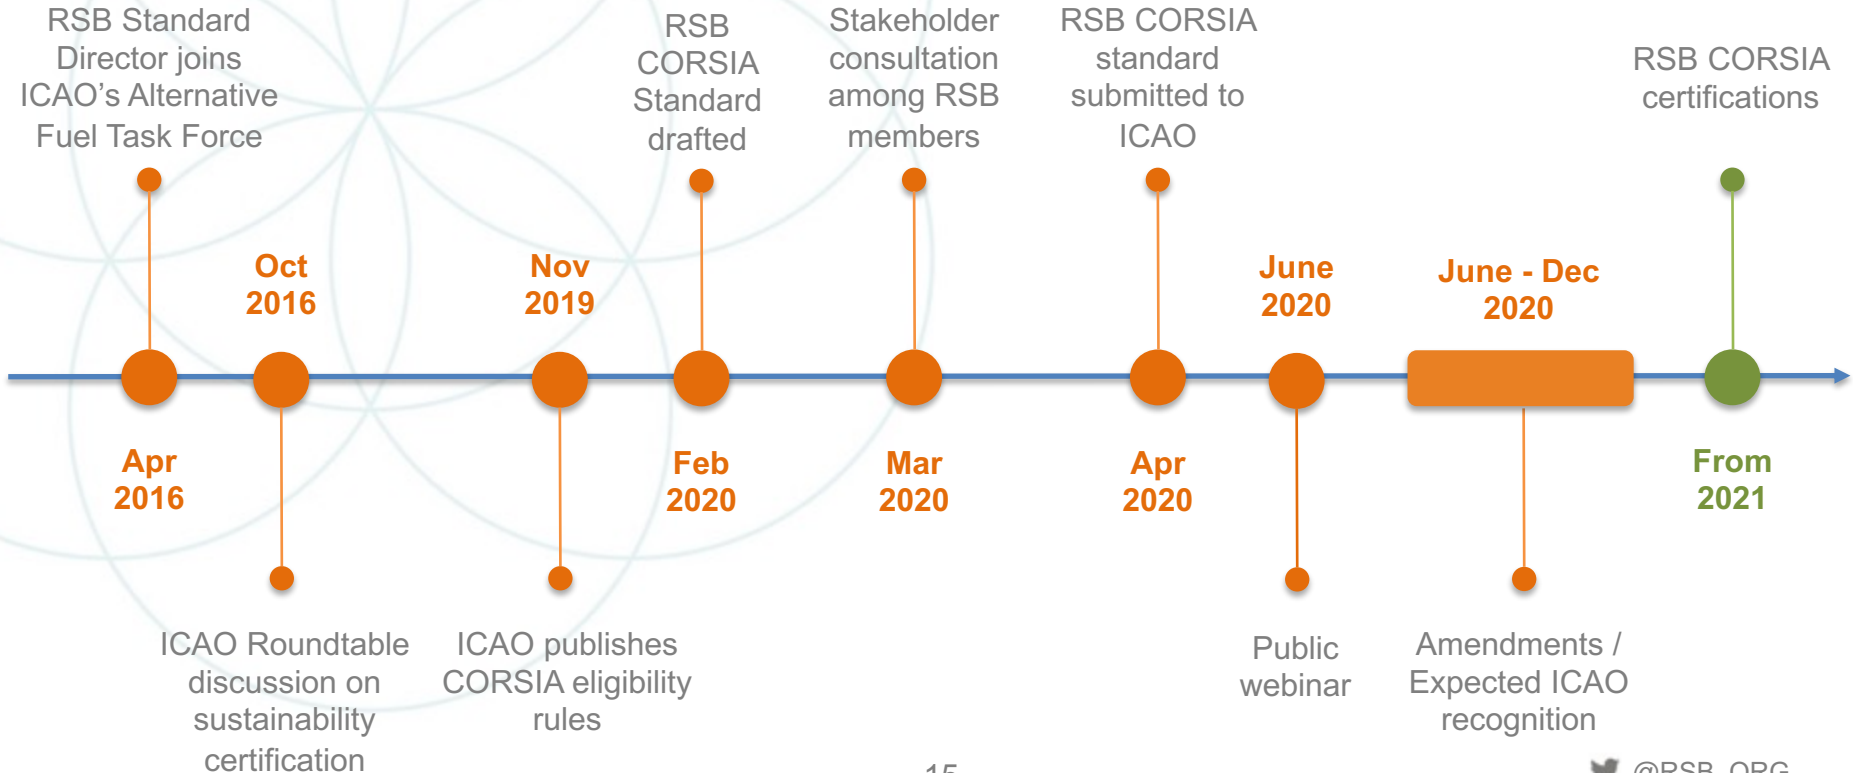 RSB Standard
Director joins
ICAO's Alternative
Fuel Task Force
RSB
CORSIA
Standard
drafted
Stakeholder
consultation
among RSB
members
RSB CORSIA
standard
submitted to
ICAO
RSB CORSIA
certifications
Oct
2016
Nov
2019
June
2020
June - Dec
2020
Apr
2016
Feb
2020
Mar
2020
Apr
2020
From
2021
ICAO Roundtable
discussion on
sustainability
certification
ICAO publishes
CORSIA eligibility
rules
Public
webinar
Amendments /
Expected ICAO
recognition
15
@RSB_ORG